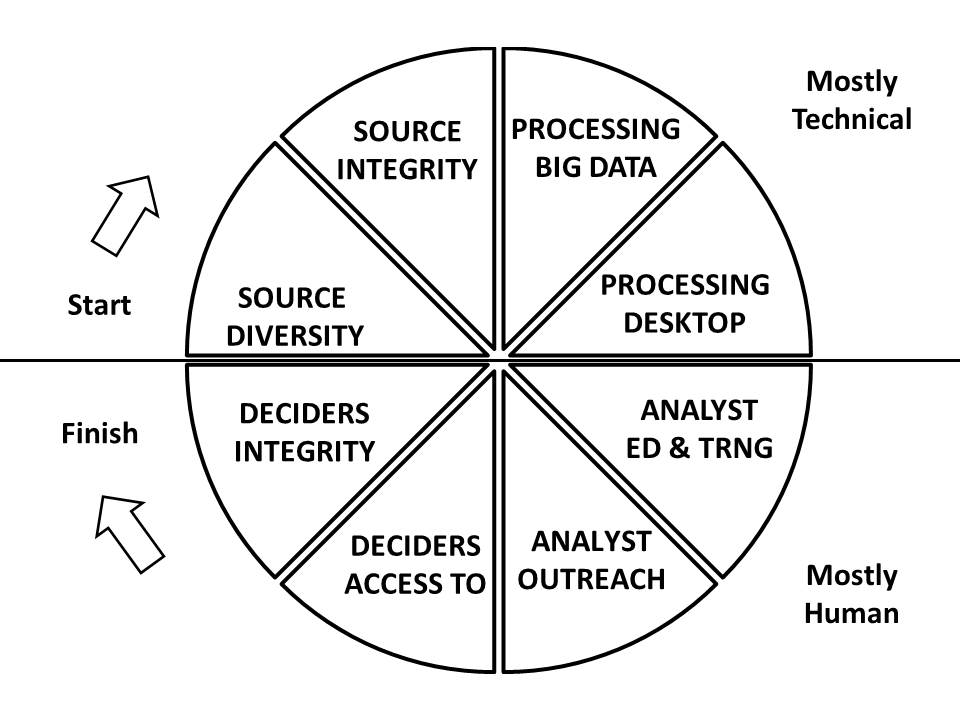 Mostly
Technical
SOURCE
INTEGRITY
PROCESSING
BIG DATA
Start
SOURCE
DIVERSITY
PROCESSING
DESKTOP
Finish
DECIDERS
INTEGRITY
ANALYST
ED & TRNG
DECIDERS
ACCESS TO
ANALYST
OUTREACH
Mostly
Human